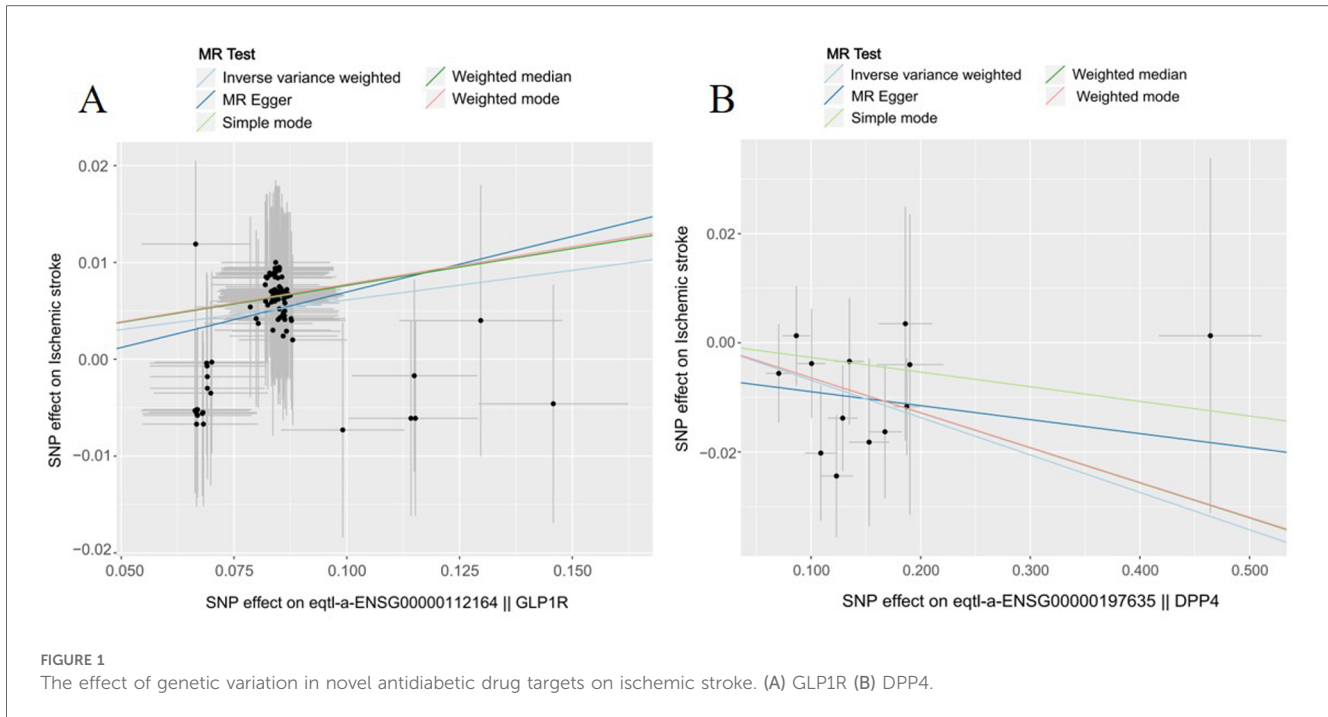 A
MR Test
Inverse variance weighted
MR Egger
Simple mode
Weighted median
Weighted mode
SNP effect on Ischemic stroke
0.02
0.01
0.00
−0.01
−0.02
0.050
0.075
0.100
0.125
0.150
SNP effect on eqtl-a-ENSG00000112164 || GLP1R
B
MR Test
Inverse variance weighted
MR Egger
Simple mode
Weighted median
Weighted mode
SNP effect on Ischemic stroke
0.02
0.00
−0.02
0.100
0.200
0.300
0.400
0.500
SNP effect on eqtl-a-ENSG00000197635 || DPP4
FIGURE 1
The effect of genetic variation in novel antidiabetic drug targets on ischemic stroke. (A) GLP1R (B) DPP4.